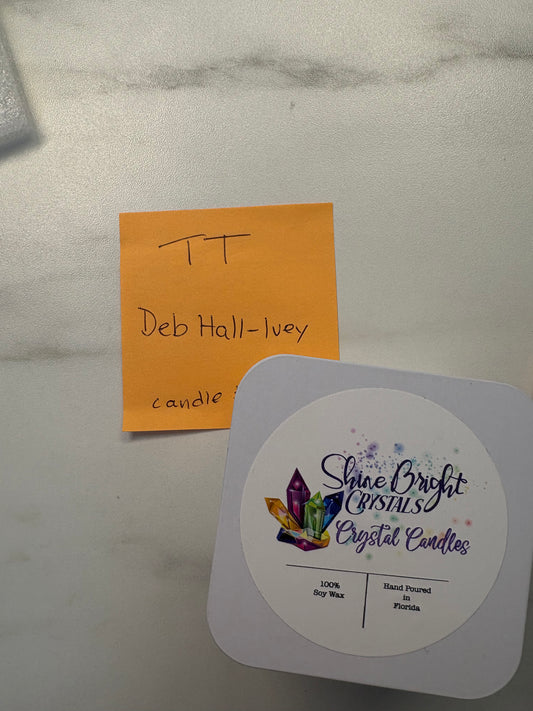 TT
Deb Hall-Ivey
candle
Shine Bright
CRYSTALS
Crystal Candles
100%
Soy Wax
Hand Poured
in
Florida